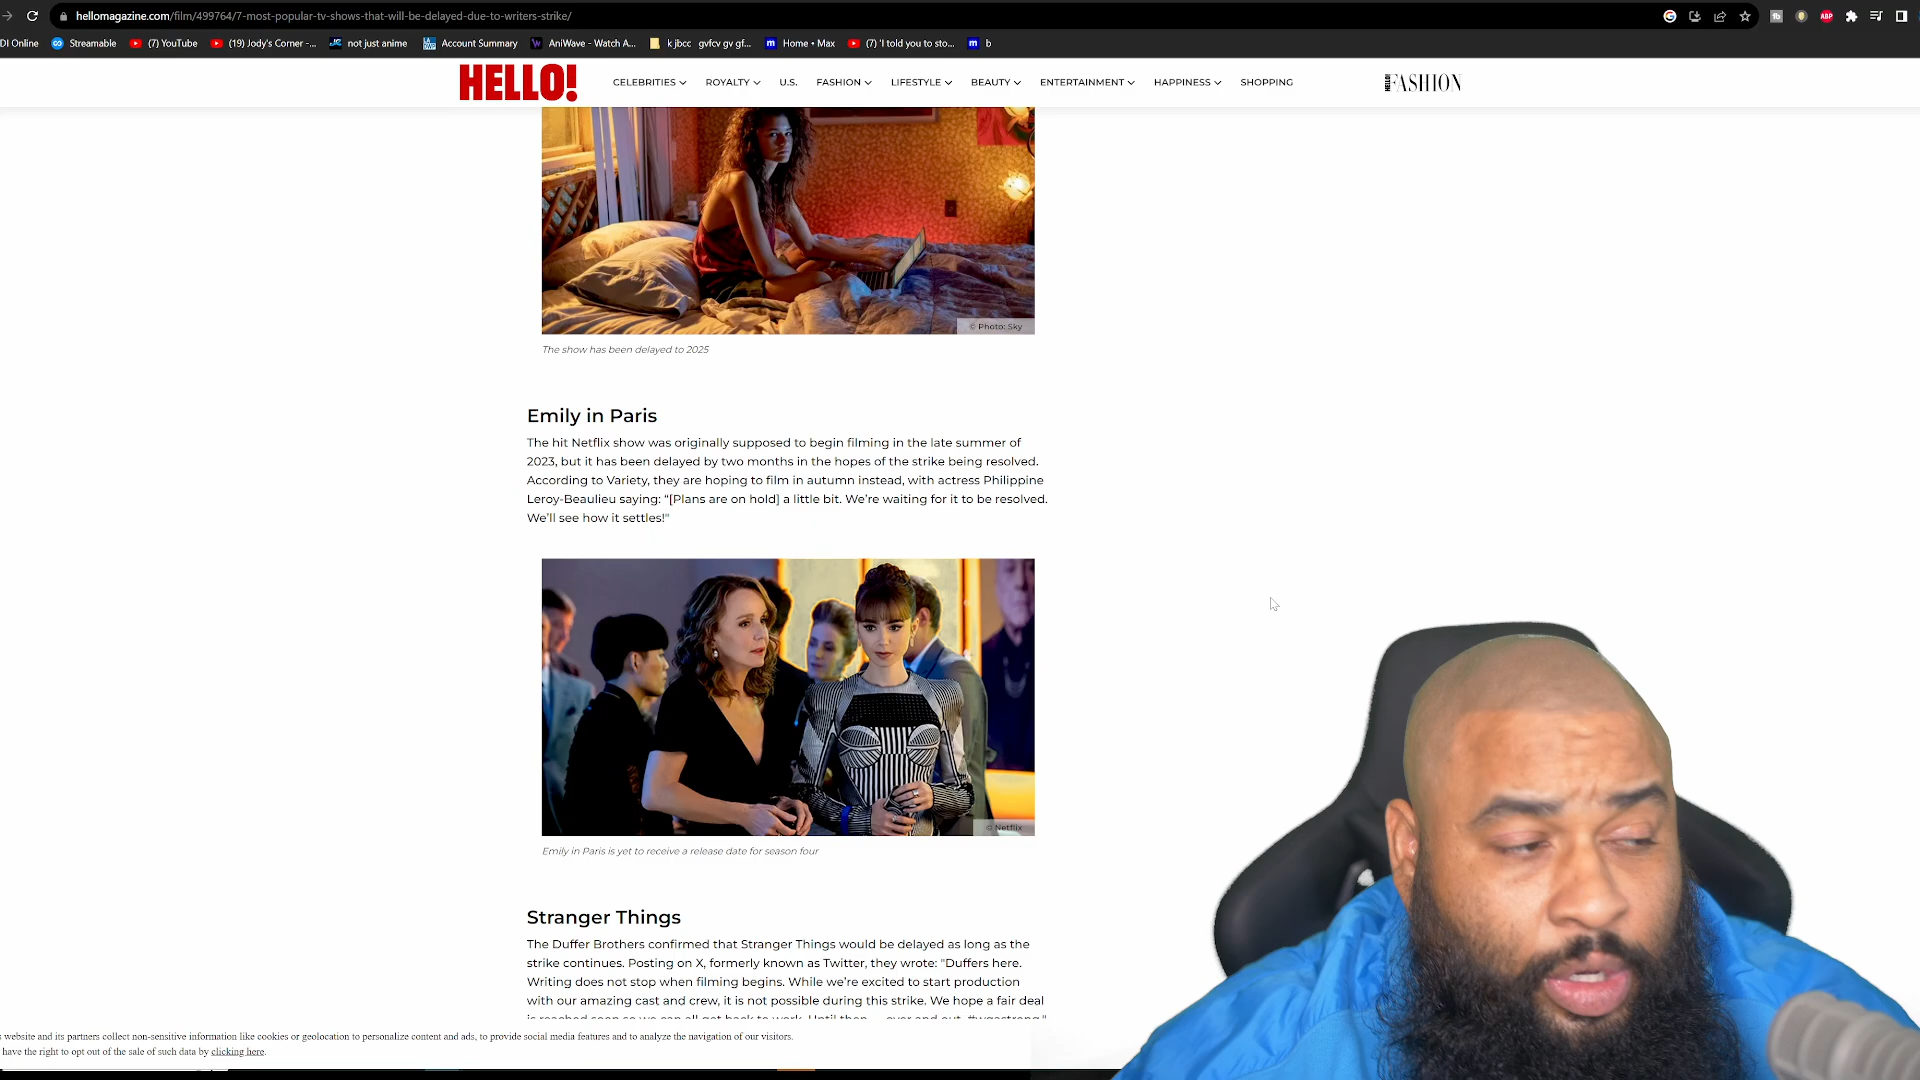 hellomagazine.com/film/499764/7-most-popular-tv-shows-that-will-be-delayed-due-to-writers-strike/
DI Online Streamable (7) YouTube (19) Jody's Corner -... not just anime Account Summary AniWave - Watch A... k jbcc gvfcv gv gf... Home • Max (7) 'I told you to sto... b
HELLO! CELEBRITIES ROYALTY U.S. FASHION LIFESTYLE BEAUTY ENTERTAINMENT HAPPINESS SHOPPING FASHION
© Photo: Sky
The show has been delayed to 2025
Emily in Paris
The hit Netflix show was originally supposed to begin filming in the late summer of
2023, but it has been delayed by two months in the hopes of the strike being resolved.
According to Variety, they are hoping to film in autumn instead, with actress Philippine
Leroy-Beaulieu saying: “[Plans are on hold] a little bit. We’re waiting for it to be resolved.
We’ll see how it settles!"
© Netflix
Emily in Paris is yet to receive a release date for season four
Stranger Things
The Duffer Brothers confirmed that Stranger Things would be delayed as long as the
strike continues. Posting on X, formerly known as Twitter, they wrote: "Duffers here.
Writing does not stop when filming begins. While we’re excited to start production
with our amazing cast and crew, it is not possible during this strike. We hope a fair deal
is reached soon so we can all get back to work. Until then — over and out. #wgastrong."
website and its partners collect non-sensitive information like cookies or geolocation to personalize content and ads, to provide social media features and to analyze the navigation of our visitors.
have the right to opt out of the sale of such data by clicking here.